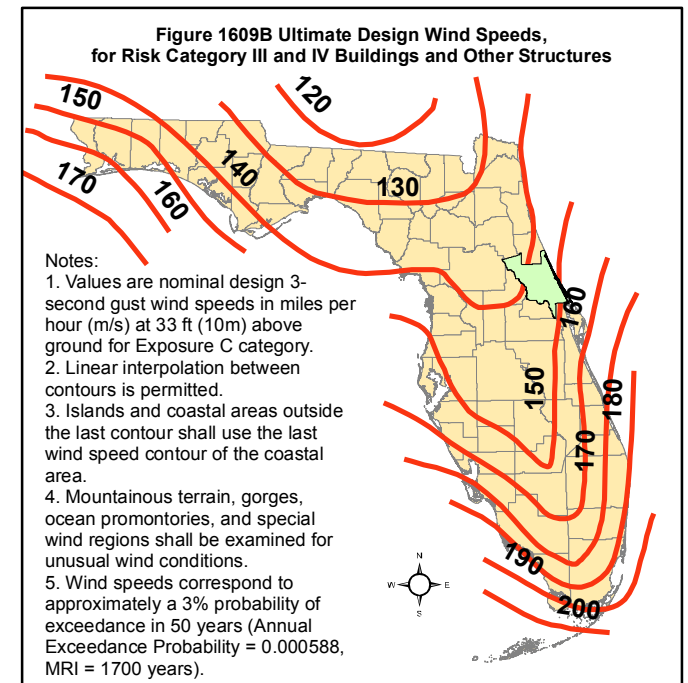 Figure 1609B Ultimate Design Wind Speeds,
for Risk Category III and IV Buildings and Other Structures
120
150
140
130
170
160
Notes:
1. Values are nominal design 3-
second gust wind speeds in miles per
hour (m/s) at 33 ft (10m) above
ground for Exposure C category.
2. Linear interpolation between
contours is permitted.
3. Islands and coastal areas outside
the last contour shall use the last
wind speed contour of the coastal
area.
4. Mountainous terrain, gorges,
ocean promontories, and special
wind regions shall be examined for
unusual wind conditions.
5. Wind speeds correspond to
approximately a 3% probability of
exceedance in 50 years (Annual
Exceedance Probability = 0.000588,
MRI = 1700 years).
160
150
180
170
190
200
N
W E
S